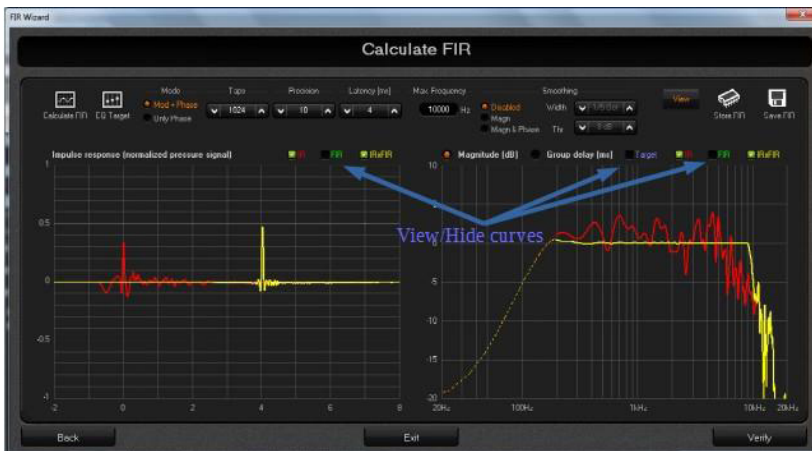 FIR Wizard
Calculate FIR
Mode Taps Precision Latency [ms] Max. Frequency Smoothing
Mod + Phase 1024 10 4 10000 Hz Disabled Width View
Calculate FIR EQ Target Only Phase Magn Store FIR Save FIR
Magn & Phase
Impulse response (normalized pressure signal) IR FIR IRxFIR Magnitude [dB] Group delay [ms] Target IR FIR IRxFIR
View/Hide curves
1
0.5
0
-0.5
-1
-2 0 2 4 6 8
10
5
0
-5
-10
-15
-20
20Hz 100Hz 1kHz 10kHz 20kHz
Back Exit Verify